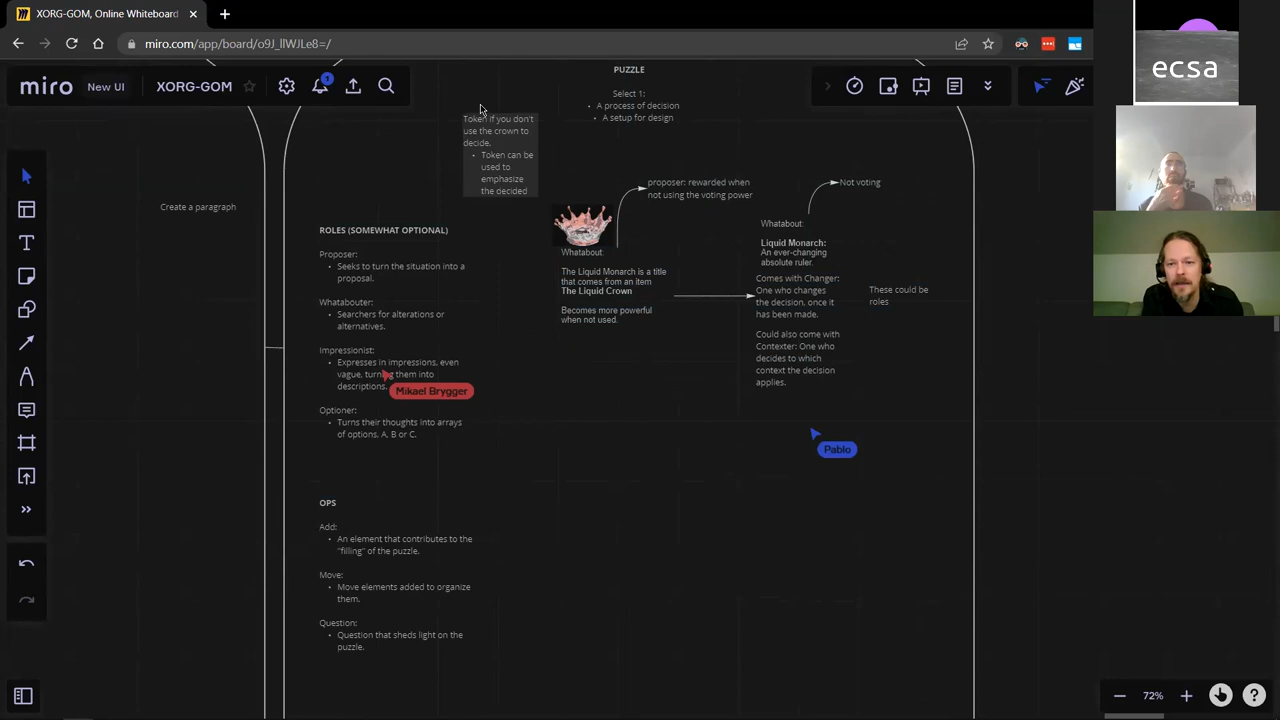 XORG-GOM, Online Whiteboard
miro.com/app/board/o9J_llWJLe8=/
miro
New UI
XORG-GOM
1
ecsa
PUZZLE
Select 1:
• A process of decision
• A setup for design
Token if you don't
use the crown to
decide.
• Token can be
used to
emphasize
the decided
Create a paragraph
proposer: rewarded when
not using the voting power
Not voting
Whatabout:
The Liquid Monarch is a title
that comes from an item
The Liquid Crown
Becomes more powerful
when not used.
Whatabout:
Liquid Monarch:
An ever-changing
absolute ruler.
Comes with Changer:
One who changes
the decision, once it
has been made.
Could also come with
Contexter: One who
decides to which
context the decision
applies.
These could be
roles
ROLES (SOMEWHAT OPTIONAL)
Proposer:
• Seeks to turn the situation into a
proposal.
Whatabouter:
• Searchers for alterations or
alternatives.
Impressionist:
• Expresses in impressions, even
vague, turning them into
descriptions.
Mikael Brygger
Optioner:
• Turns their thoughts into arrays
of options, A, B or C.
Pablo
OPS
Add:
• An element that contributes to the
"filling" of the puzzle.
Move:
• Move elements added to organize
them.
Question:
• Question that sheds light on the
puzzle.
72%